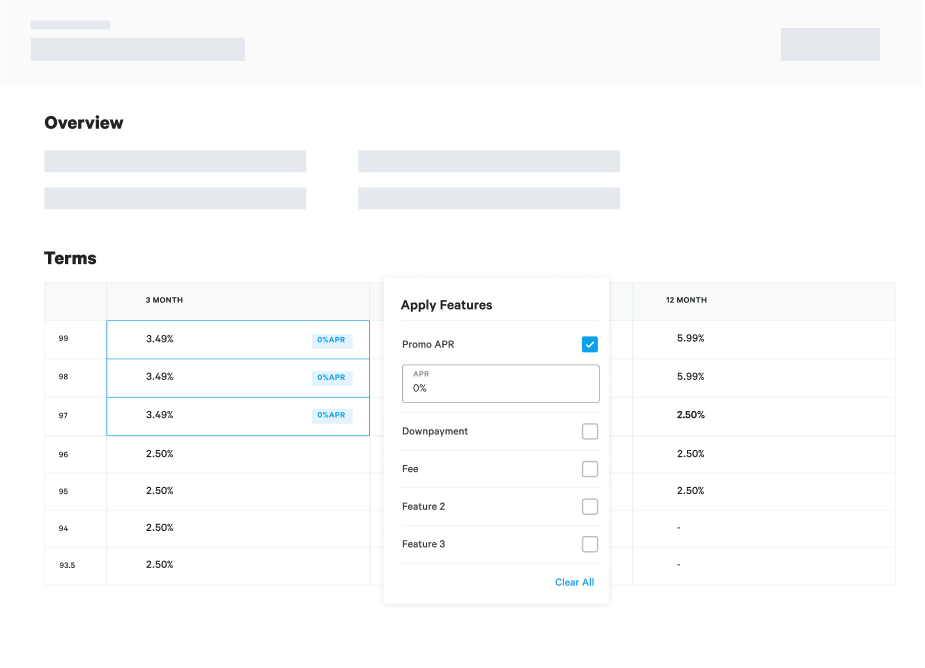 Overview
Terms
3 MONTH
12 MONTH
99 3.49% 0%APR 5.99%
98 3.49% 0%APR 5.99%
97 3.49% 0%APR 2.50%
96 2.50% 2.50%
95 2.50% 2.50%
94 2.50% -
93.5 2.50% -
Apply Features
Promo APR
APR
0%
Downpayment
Fee
Feature 2
Feature 3
Clear All